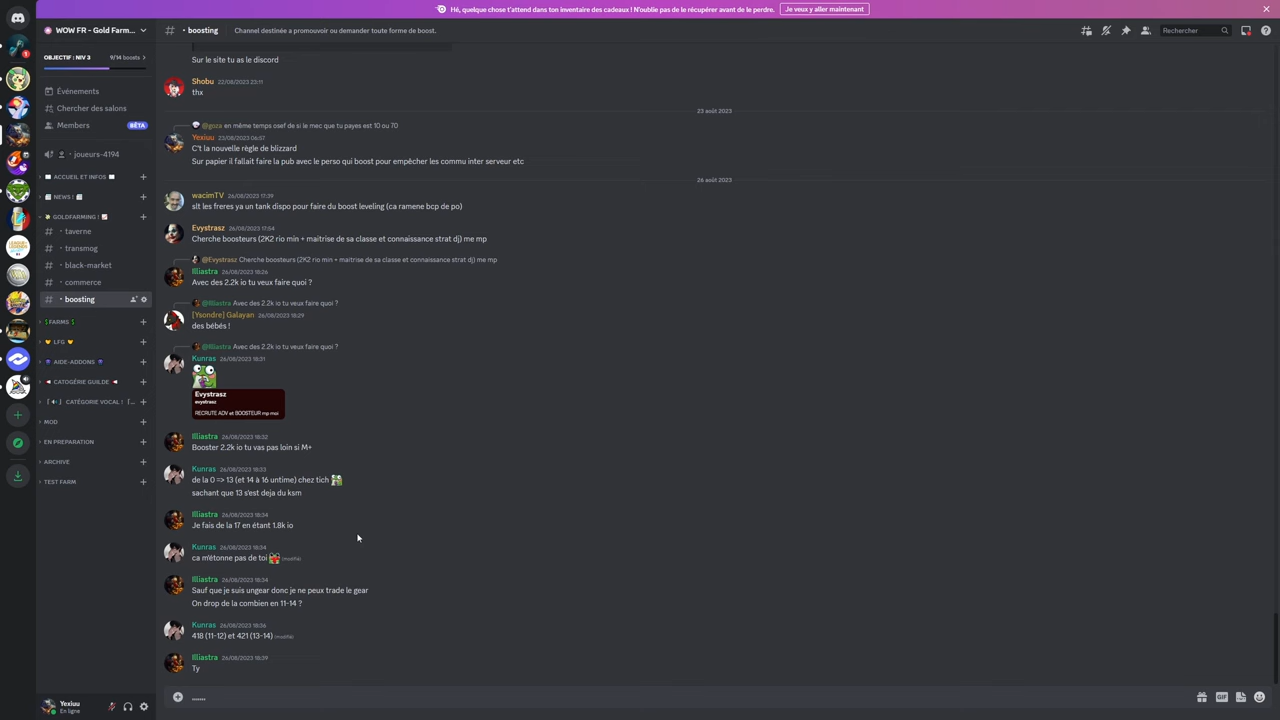 Hé, quelque chose t'attend dans ton inventaire des cadeaux ! N'oublie pas de le récupérer avant de le perdre.
Je veux y aller maintenant
WOW FR - Gold Farm...
boosting
Channel destinée a promouvoir ou demander toute forme de boost.
Rechercher
OBJECTIF : NIV 3
9/14 boosts
Événements
Chercher des salons
Members
BÊTA
joueurs-4194
ACCUEIL ET INFOS
NEWS !
GOLDFARMING !
taverne
transmog
black-market
commerce
boosting
FARMS
LFG
AIDE-ADDONS
CATOGÉRIE GUILDE
CATÉGORIE VOCAL !
MOD
EN PREPARATION
ARCHIVE
TEST FARM
Yexiuu
En ligne
Sur le site tu as le discord
Shobu 22/08/2023 23:11
thx
23 août 2023
@goza en même temps osef de si le mec que tu payes est 10 ou 70
Yexiuu 23/08/2023 06:57
C't la nouvelle règle de blizzard
Sur papier il fallait faire la pub avec le perso qui boost pour empêcher les commu inter serveur etc
26 août 2023
wacimTV 26/08/2023 17:39
slt les freres ya un tank dispo pour faire du boost leveling (ca ramene bcp de po)
Evystrasz 26/08/2023 17:54
Cherche boosteurs (2K2 rio min + maitrise de sa classe et connaissance strat dj) me mp
@Evystrasz Cherche boosteurs (2K2 rio min + maitrise de sa classe et connaissance strat dj) me mp
Illiastra 26/08/2023 18:26
Avec des 2.2k io tu veux faire quoi ?
@Illiastra Avec des 2.2k io tu veux faire quoi ?
[Ysondre] Galayan 26/08/2023 18:29
des bébés !
@Illiastra Avec des 2.2k io tu veux faire quoi ?
Kunras 26/08/2023 18:31
Evystrasz
evystrasz
RECRUTE ADV et BOOSTEUR mp moi
Illiastra 26/08/2023 18:32
Booster 2.2k io tu vas pas loin si M+
Kunras 26/08/2023 18:33
de la 0 => 13 (et 14 à 16 untime) chez tich
sachant que 13 s'est deja du ksm
Illiastra 26/08/2023 18:34
Je fais de la 17 en étant 1.8k io
Kunras 26/08/2023 18:34
ca m'étonne pas de toi (modifié)
Illiastra 26/08/2023 18:34
Sauf que je suis ungear donc je ne peux trade le gear
On drop de la combien en 11-14 ?
Kunras 26/08/2023 18:36
418 (11-12) et 421 (13-14) (modifié)
Illiastra 26/08/2023 18:39
Ty
GIF